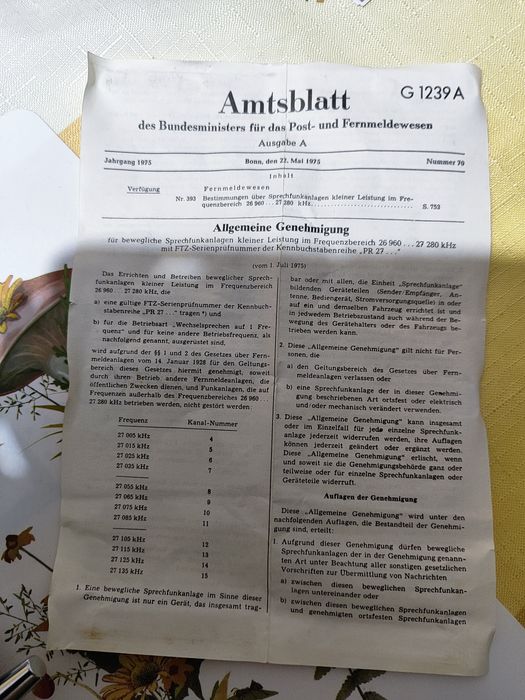 G 1239 A
Amtsblatt
des Bundesministers für das Post- und Fernmeldewesen
Ausgabe A
Jahrgang 1975 Bonn, den 22. Mai 1975 Nummer 70
Inhalt
Verfügung Fernmeldewesen
Nr. 393 Bestimmungen über Sprechfunkanlagen kleiner Leistung im Fre-
quenzbereich 26 960 . . . 27 280 kHz. S. 753
Allgemeine Genehmigung
für bewegliche Sprechfunkanlagen kleiner Leistung im Frequenzbereich 26 960 . . . 27 280 kHz
mit FTZ-Serienprüfnummer der Kennbuchstabenreihe „PR 27 . . ."
(vom 1. Juli 1975)
Das Errichten und Betreiben beweglicher Sprech-
funkanlagen kleiner Leistung im Frequenzbereich
26 960 . . . 27 280 kHz, die
a) eine gültige FTZ-Serienprüfnummer der Kennbuch-
stabenreihe „PR 27 . . ." tragen *) und
b) für die Betriebsart „Wechselsprechen auf 1 Fre-
quenz" und für keine andere Betriebsfrequenz, als
nachfolgend genannt, ausgerüstet sind,
wird aufgrund der §§ 1 und 2 des Gesetzes über Fern-
meldeanlagen vom 14. Januar 1928 für den Geltungs-
bereich dieses Gesetzes hiermit genehmigt, soweit
durch ihren Betrieb andere Fernmeldeanlagen, die
öffentlichen Zwecken dienen, und Funkanlagen, die auf
Frequenzen außerhalb des Frequenzbereiches 26 960 . . .
27 280 kHz betrieben werden, nicht gestört werden:
Frequenz Kanal-Nummer
27 005 kHz 4
27 015 kHz 5
27 025 kHz 6
27 035 kHz 7
27 055 kHz 8
27 065 kHz 9
27 075 kHz 10
27 085 kHz 11
27 105 kHz 12
27 115 kHz 13
27 125 kHz 14
27 135 kHz 15
1. Eine bewegliche Sprechfunkanlage im Sinne dieser
Genehmigung ist nur ein Gerät, das insgesamt trag-
bar oder mit allen, die Einheit „Sprechfunkanlage"
bildenden Geräteteilen (Sender/Empfänger, An-
tenne, Bediengerät, Stromversorgungsquelle) in oder
auf ein und demselben Fahrzeug errichtet ist und
in jedwedem Betriebszustand auch während der Be-
wegung des Gerätehalters oder des Fahrzeugs be-
trieben werden kann.
2. Diese „Allgemeine Genehmigung" gilt nicht für Per-
sonen, die
a) den Geltungsbereich des Gesetzes über Fern-
meldeanlagen verlassen oder
b) eine Sprechfunkanlage der in dieser Genehmi-
gung beschriebenen Art ortsfest oder elektrisch
und/oder mechanisch verändert verwenden.
3. Diese „Allgemeine Genehmigung" kann insgesamt
oder im Einzelfall für jede einzelne Sprechfunk-
anlage jederzeit widerrufen werden, ihre Auflagen
können jederzeit geändert oder ergänzt werden.
Diese „Allgemeine Genehmigung" erlischt, wenn
und soweit sie die Genehmigungsbehörde ganz oder
teilweise oder für einzelne Sprechfunkanlagen oder
Geräteteile widerruft.
Auflagen der Genehmigung
Diese „Allgemeine Genehmigung" wird unter den
nachfolgenden Auflagen, die Bestandteil der Genehmi-
gung sind, erteilt:
1. Aufgrund dieser Genehmigung dürfen bewegliche
Sprechfunkanlagen der in der Genehmigung genann-
ten Art unter Beachtung aller sonstigen gesetzlichen
Vorschriften zur Übermittlung von Nachrichten
a) zwischen diesen beweglichen Sprechfunkan-
lagen untereinander oder
b) zwischen diesen beweglichen Sprechfunkanlagen
und genehmigten ortsfesten Sprechfunkanlagen